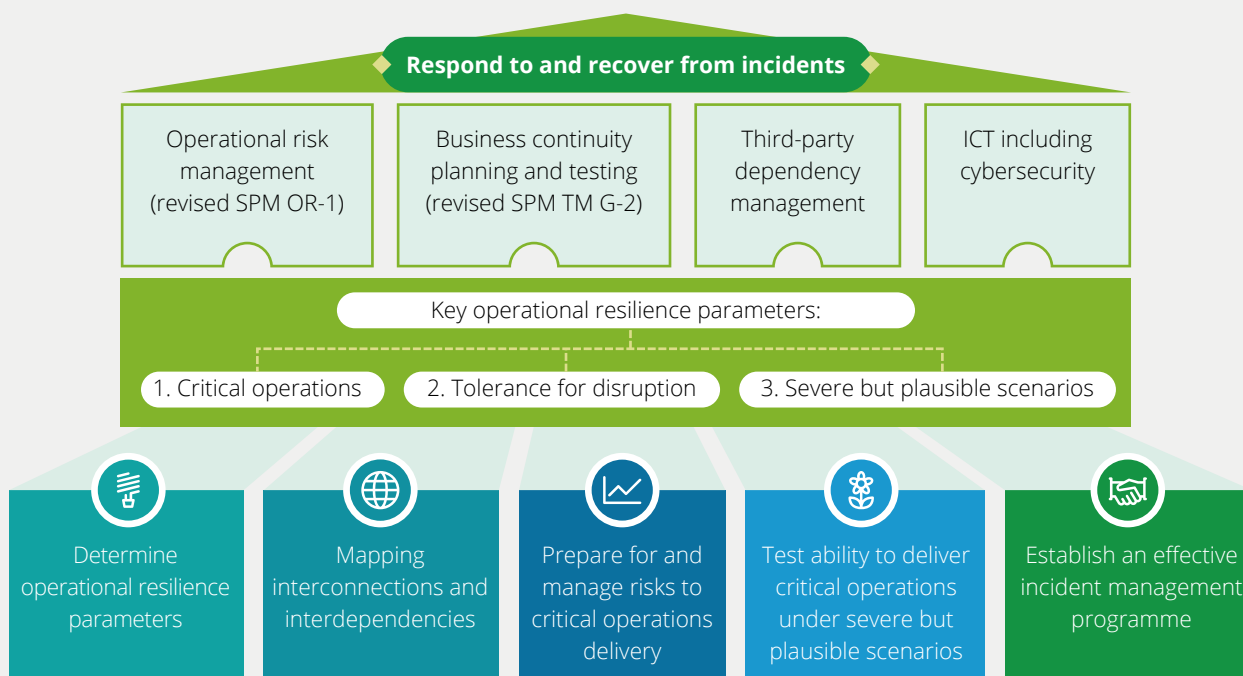 Respond to and recover from incidents
Operational risk
management
(revised SPM OR-1)
Business continuity
planning and testing
(revised SPM TM G-2)
Third-party
dependency
management
ICT including
cybersecurity
Key operational resilience parameters:
1. Critical operations
2. Tolerance for disruption
3. Severe but plausible scenarios
Determine
operational resilience
parameters
Mapping
interconnections and
interdependencies
Prepare for and
manage risks to
critical operations
delivery
Test ability to deliver
critical operations
under severe but
plausible scenarios
Establish an effective
incident management
programme